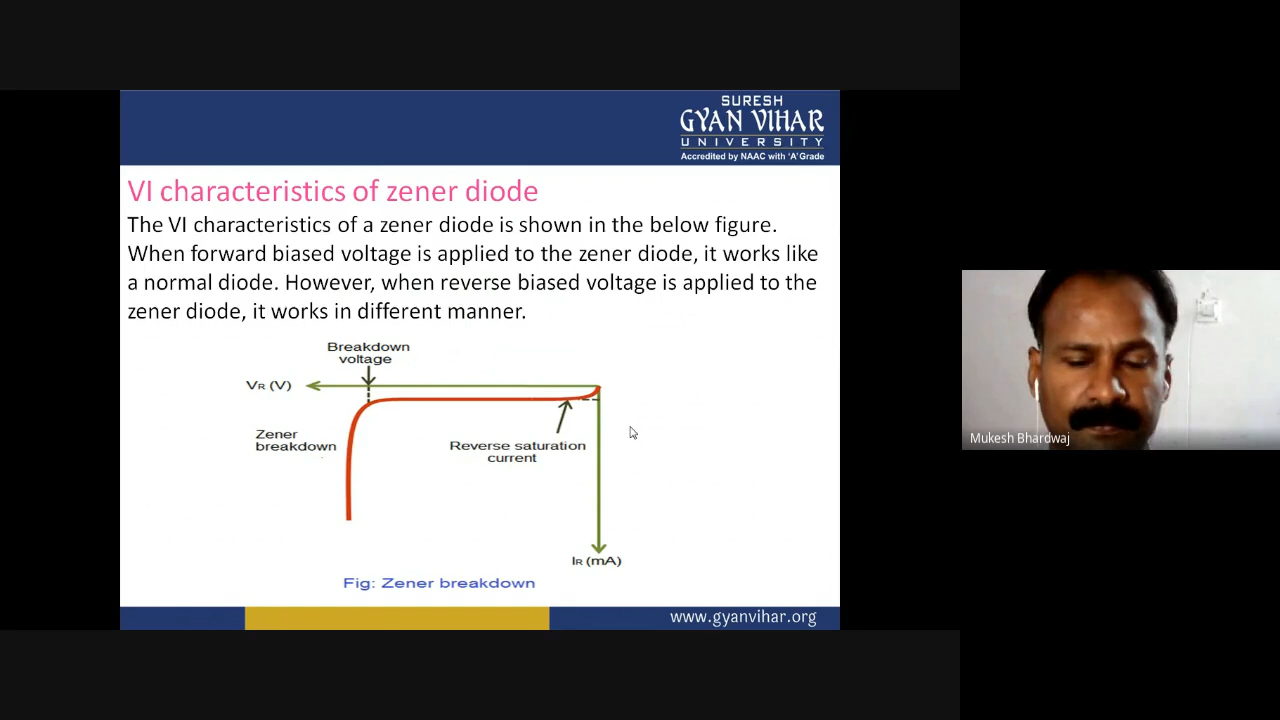 SURESH
GYAN VIHAR
UNIVERSITY
Accredited by NAAC with 'A' Grade
VI characteristics of zener diode
The VI characteristics of a zener diode is shown in the below figure.
When forward biased voltage is applied to the zener diode, it works like
a normal diode. However, when reverse biased voltage is applied to the
zener diode, it works in different manner.
Breakdown
voltage
VR (V)
Zener
breakdown
Reverse saturation
current
IR (mA)
Fig: Zener breakdown
www.gyanvihar.org
Mukesh Bhardwaj